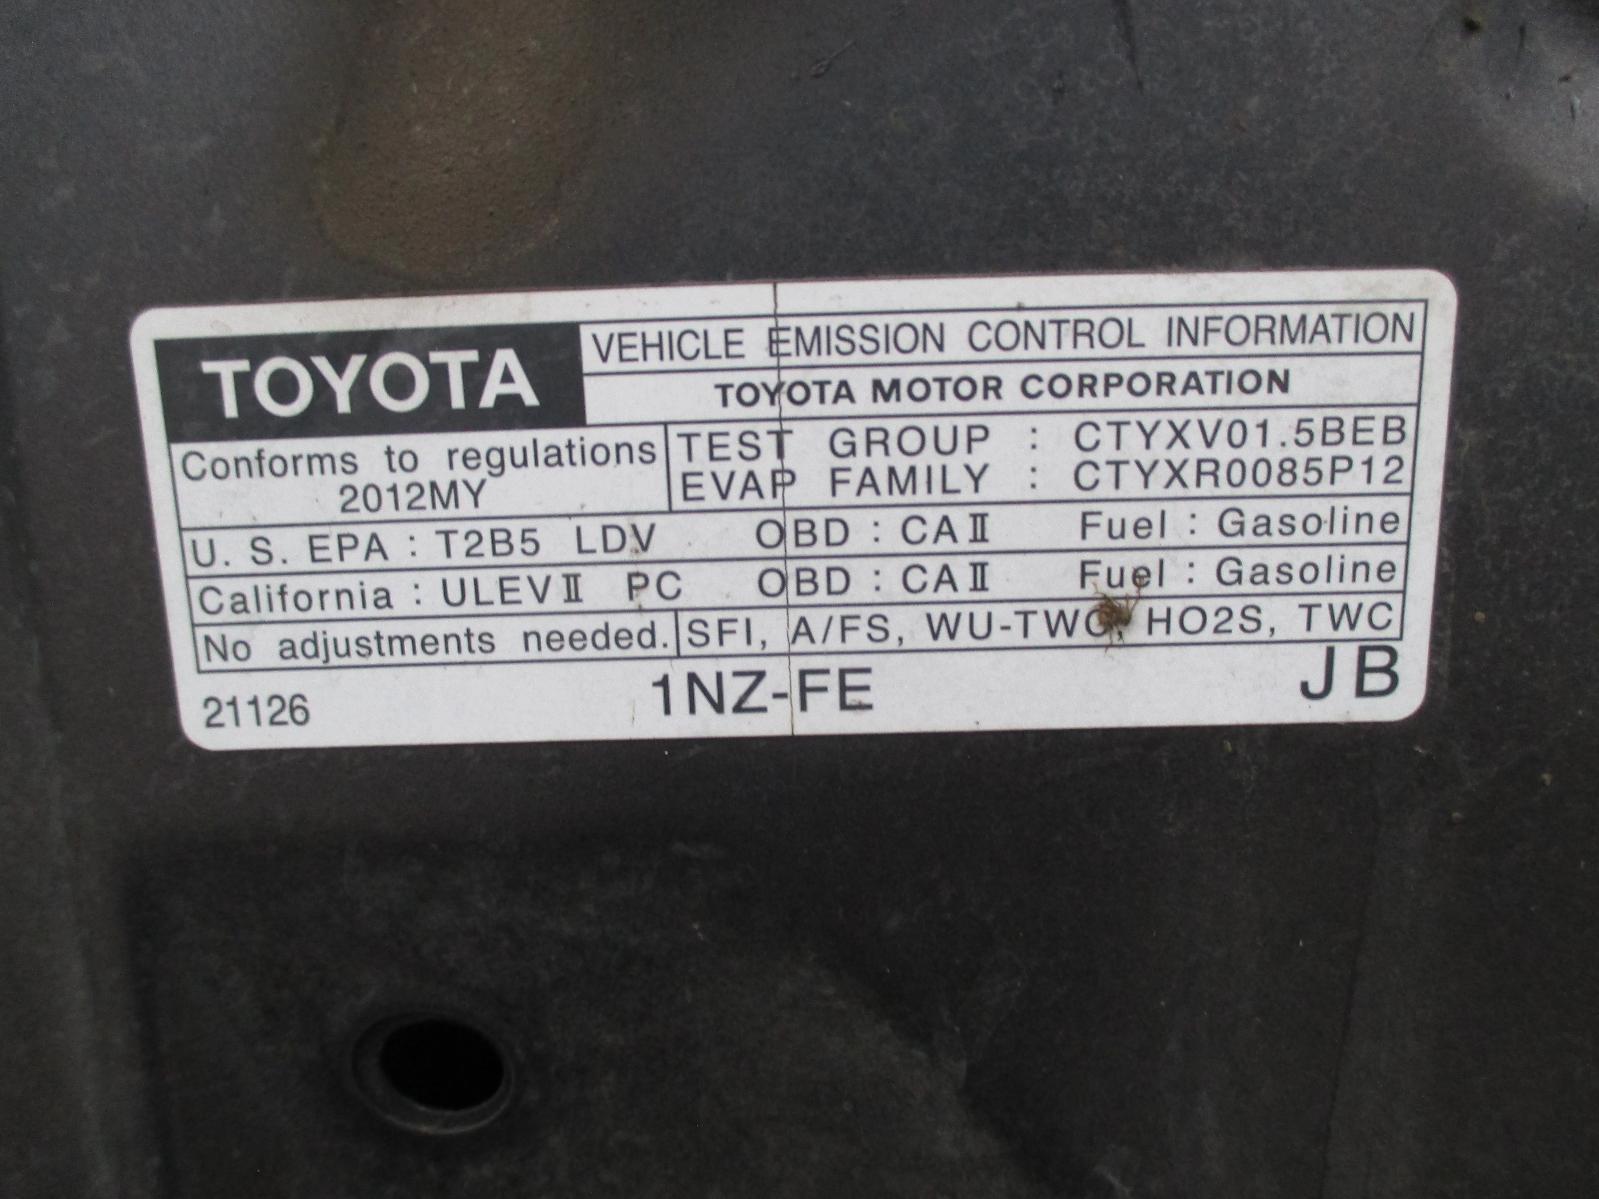 TOYOTA
VEHICLE EMISSION CONTROL INFORMATION
TOYOTA MOTOR CORPORATION
Conforms to regulations
2012MY
TEST GROUP : CTYXV01.5BEB
EVAP FAMILY : CTYXR0085P12
U. S. EPA : T2B5 LDV OBD : CAⅡ Fuel : Gasoline
California : ULEVⅡ PC OBD : CAⅡ Fuel : Gasoline
No adjustments needed. SFI, A/FS, WU-TWC, HO2S, TWC
21126 1NZ-FE JB